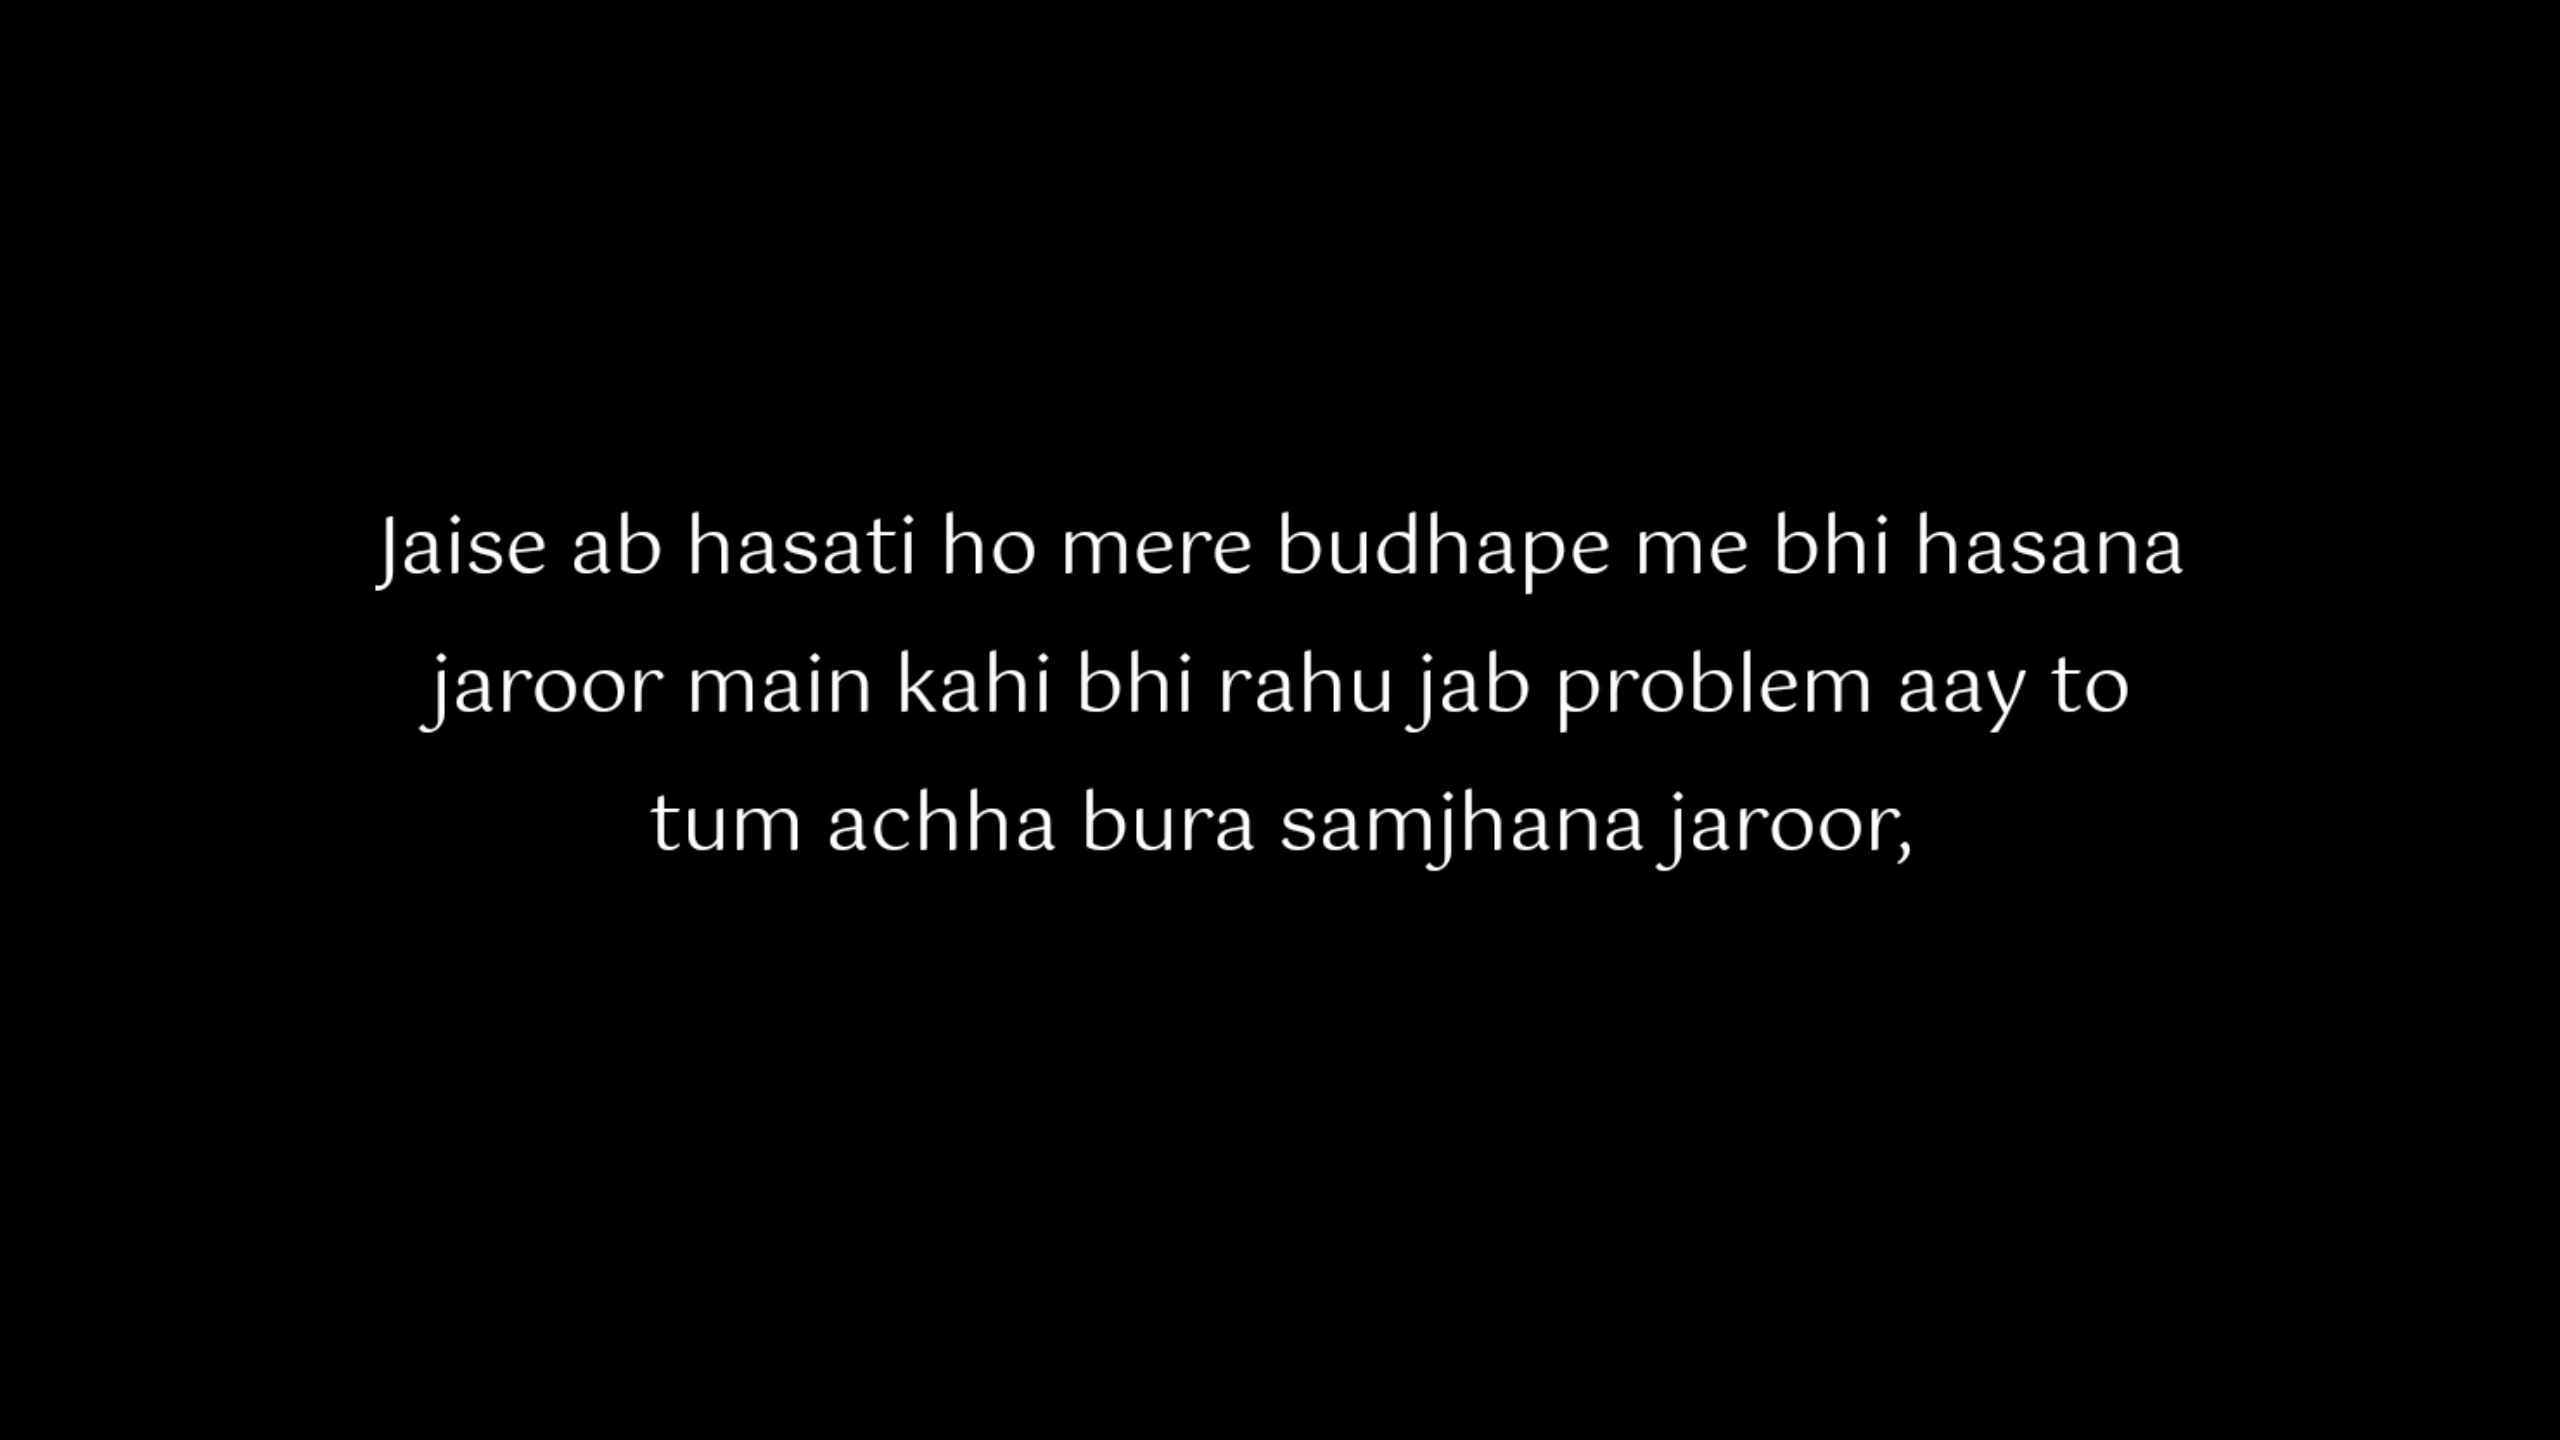 Jaise ab hasati ho mere budhape me bhi hasana
jaroor main kahi bhi rahu jab problem aay to
tum achha bura samjhana jaroor,